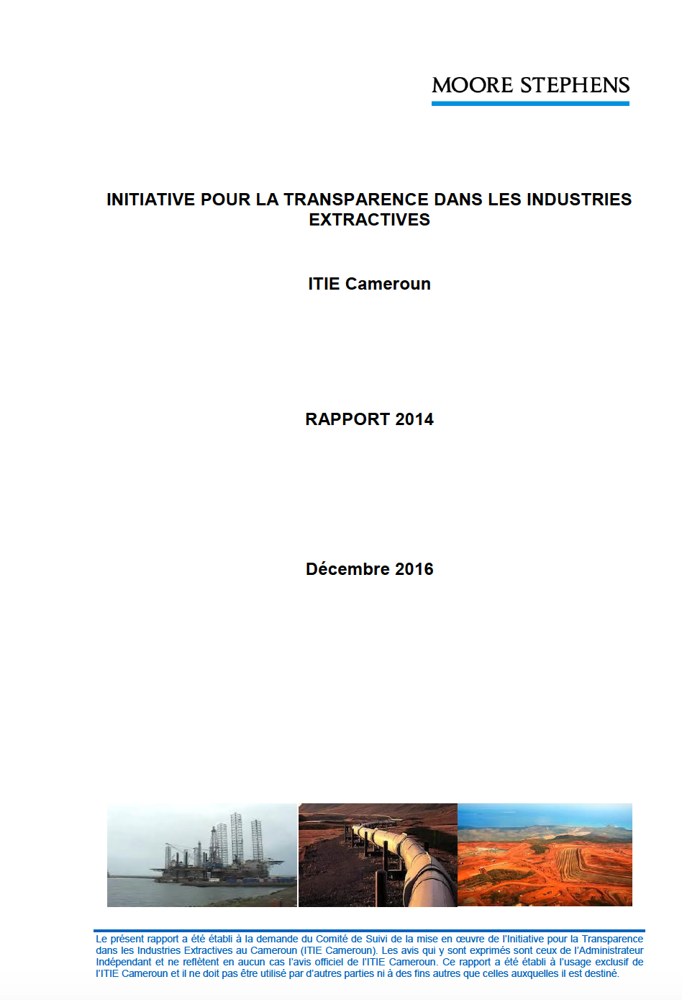 MOORE STEPHENS
INITIATIVE POUR LA TRANSPARENCE DANS LES INDUSTRIES
EXTRACTIVES
ITIE Cameroun
RAPPORT 2014
Décembre 2016
Le présent rapport a été établi à la demande du Comité de Suivi de la mise en œuvre de l’Initiative pour la Transparence
dans les Industries Extractives au Cameroun (ITIE Cameroun). Les avis qui y sont exprimés sont ceux de l’Administrateur
Indépendant et ne reflètent en aucun cas l’avis officiel de l’ITIE Cameroun. Ce rapport a été établi à l’usage exclusif de
l’ITIE Cameroun et il ne doit pas être utilisé par d’autres parties ni à des fins autres que celles auxquelles il est destiné.